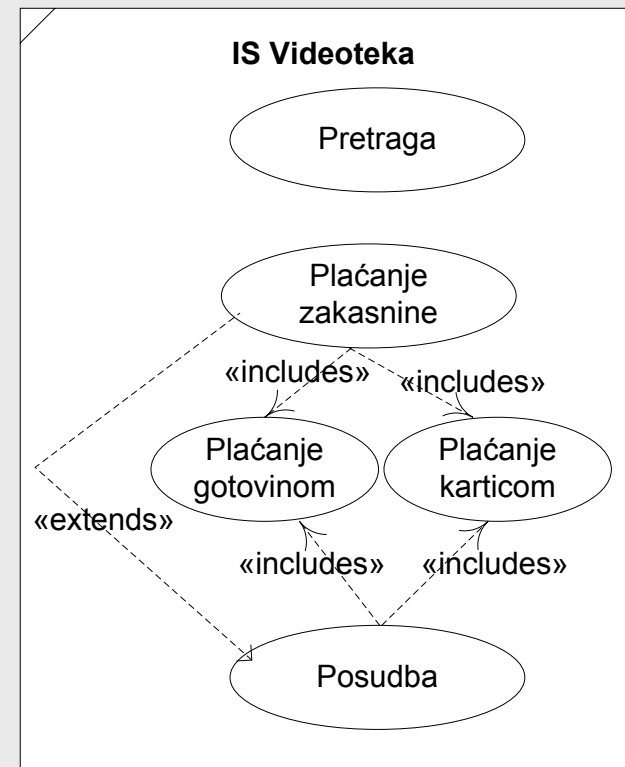 IS Videoteka
Pretraga
Plaćanje
zakasnine
«includes»
«includes»
Plaćanje
gotovinom
Plaćanje
karticom
«extends»
«includes»
«includes»
Posudba